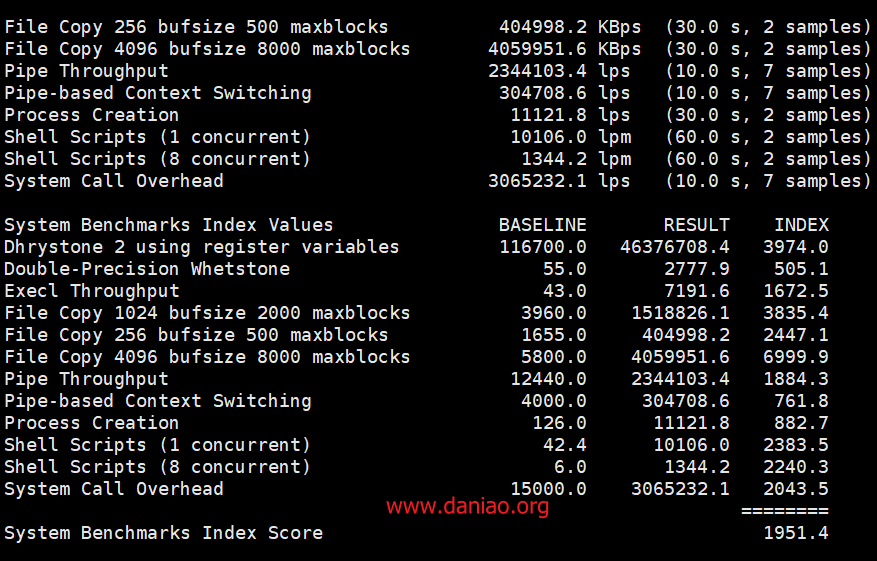 File Copy 256 bufsize 500 maxblocks 404998.2 KBps (30.0 s, 2 samples)
File Copy 4096 bufsize 8000 maxblocks 4059951.6 KBps (30.0 s, 2 samples)
Pipe Throughput 2344103.4 lps (10.0 s, 7 samples)
Pipe-based Context Switching 304708.6 lps (10.0 s, 7 samples)
Process Creation 11121.8 lps (30.0 s, 2 samples)
Shell Scripts (1 concurrent) 10106.0 lpm (60.0 s, 2 samples)
Shell Scripts (8 concurrent) 1344.2 lpm (60.0 s, 2 samples)
System Call Overhead 3065232.1 lps (10.0 s, 7 samples)
System Benchmarks Index Values BASELINE RESULT INDEX
Dhrystone 2 using register variables 116700.0 46376708.4 3974.0
Double-Precision Whetstone 55.0 2777.9 505.1
Execl Throughput 43.0 7191.6 1672.5
File Copy 1024 bufsize 2000 maxblocks 3960.0 1518826.1 3835.4
File Copy 256 bufsize 500 maxblocks 1655.0 404998.2 2447.1
File Copy 4096 bufsize 8000 maxblocks 5800.0 4059951.6 6999.9
Pipe Throughput 12440.0 2344103.4 1884.3
Pipe-based Context Switching 4000.0 304708.6 761.8
Process Creation 126.0 11121.8 882.7
Shell Scripts (1 concurrent) 42.4 10106.0 2383.5
Shell Scripts (8 concurrent) 6.0 1344.2 2240.3
System Call Overhead 15000.0 3065232.1 2043.5
www.daniao.org
========
System Benchmarks Index Score 1951.4